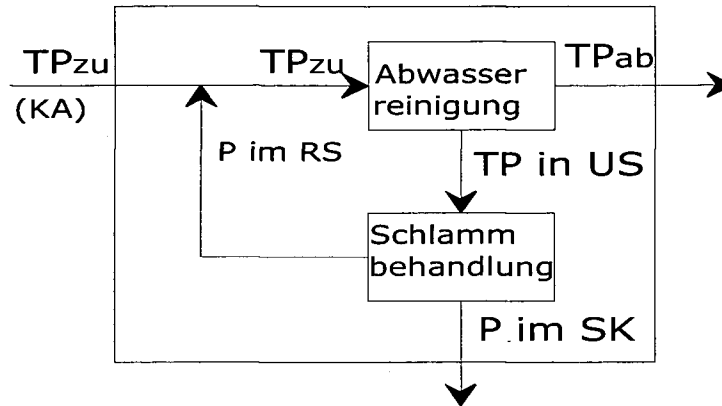 TPzu
(KA)
TPzu
Abwasser
reinigung
TPab
P im RS
TP in US
Schlamm
behandlung
P im SK